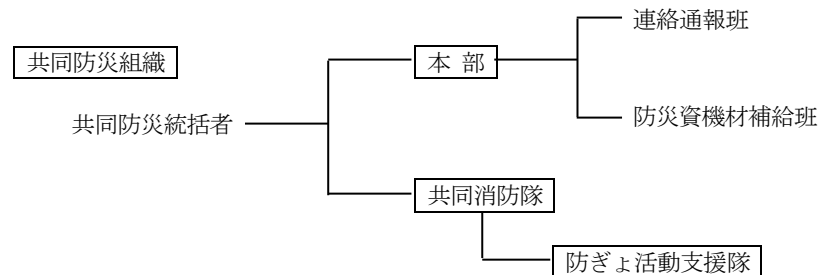 共同防災組織
共同防災統括者
本 部
連絡通報班
防災資機材補給班
共同消防隊
防ぎょ活動支援隊